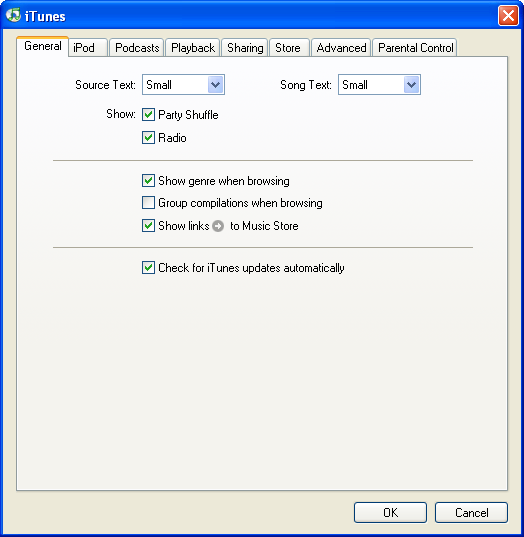 iTunes
General iPod Podcasts Playback Sharing Store Advanced Parental Control
Source Text: Small Song Text: Small
Show: Party Shuffle
Radio
Show genre when browsing
Group compilations when browsing
Show links to Music Store
Check for iTunes updates automatically
OK Cancel